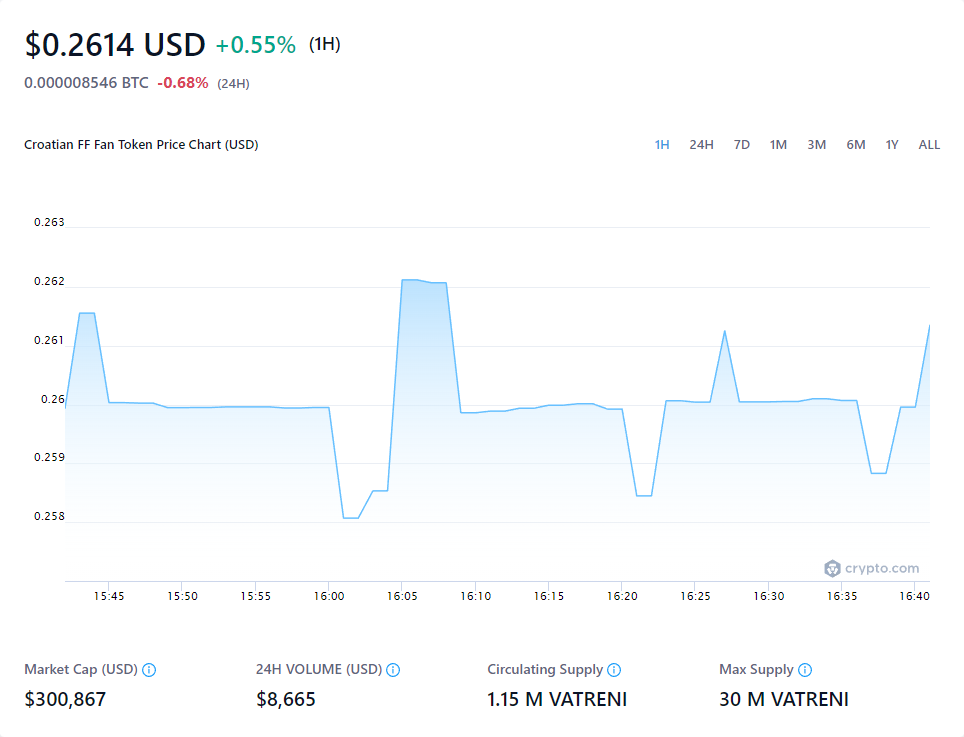 $0.2614 USD +0.55% (1H)
0.000008546 BTC -0.68% (24H)
Croatian FF Fan Token Price Chart (USD) 1H 24H 7D 1M 3M 6M 1Y ALL
0.263
0.262
0.261
0.26
0.259
0.258
crypto.com
15:45 15:50 15:55 16:00 16:05 16:10 16:15 16:20 16:25 16:30 16:35 16:40
Market Cap (USD) 24H VOLUME (USD) Circulating Supply Max Supply
$300,867 $8,665 1.15 M VATRENI 30 M VATRENI